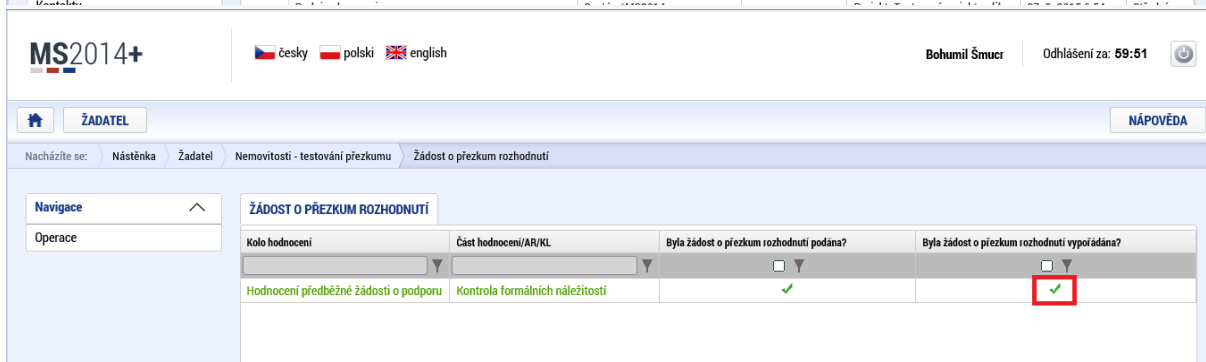 Kontakty
MS2014+
česky polski english
Bohumil Šmucr
Odhlášení za: 59:51
ŽADATEL
NÁPOVĚDA
Nacházíte se: Nástěnka Žadatel Nemovitosti - testování přezkumu Žádost o přezkum rozhodnutí
Navigace
Operace
ŽÁDOST O PŘEZKUM ROZHODNUTÍ
Kolo hodnocení Část hodnocení/AR/KL Byla žádost o přezkum rozhodnutí podána? Byla žádost o přezkum rozhodnutí vypořádána?
Hodnocení předběžné žádosti o podporu Kontrola formálních náležitostí